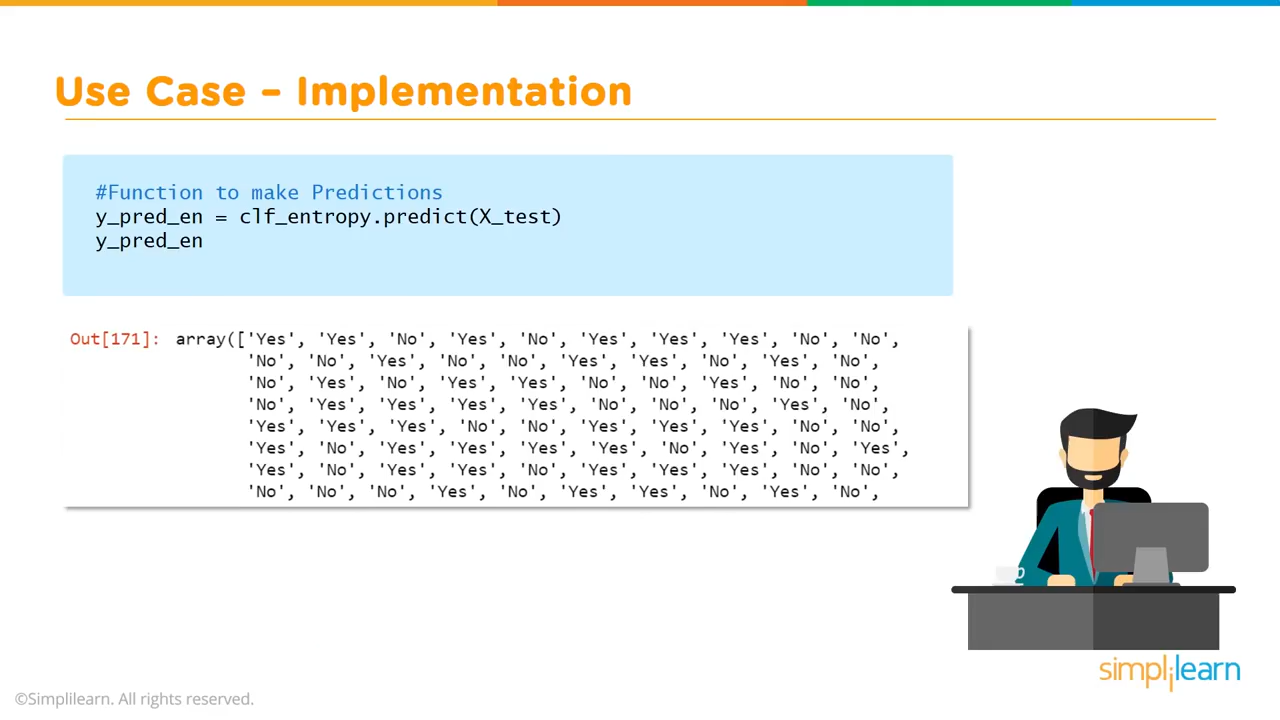 Use Case – Implementation
#Function to make Predictions
y_pred_en = clf_entropy.predict(X_test)
y_pred_en
Out[171]: array(['Yes', 'Yes', 'No', 'Yes', 'No', 'Yes', 'Yes', 'Yes', 'No', 'No',
'No', 'No', 'Yes', 'No', 'No', 'Yes', 'Yes', 'No', 'Yes', 'No',
'No', 'Yes', 'No', 'Yes', 'Yes', 'No', 'No', 'Yes', 'No', 'No',
'No', 'Yes', 'Yes', 'Yes', 'Yes', 'No', 'No', 'No', 'Yes', 'No',
'Yes', 'Yes', 'Yes', 'No', 'No', 'Yes', 'Yes', 'Yes', 'No', 'No',
'Yes', 'No', 'Yes', 'Yes', 'Yes', 'Yes', 'No', 'Yes', 'No', 'Yes',
'Yes', 'No', 'Yes', 'Yes', 'No', 'Yes', 'Yes', 'Yes', 'No', 'No',
'No', 'No', 'No', 'Yes', 'No', 'Yes', 'Yes', 'No', 'Yes', 'No',
simplilearn
©Simplilearn. All rights reserved.